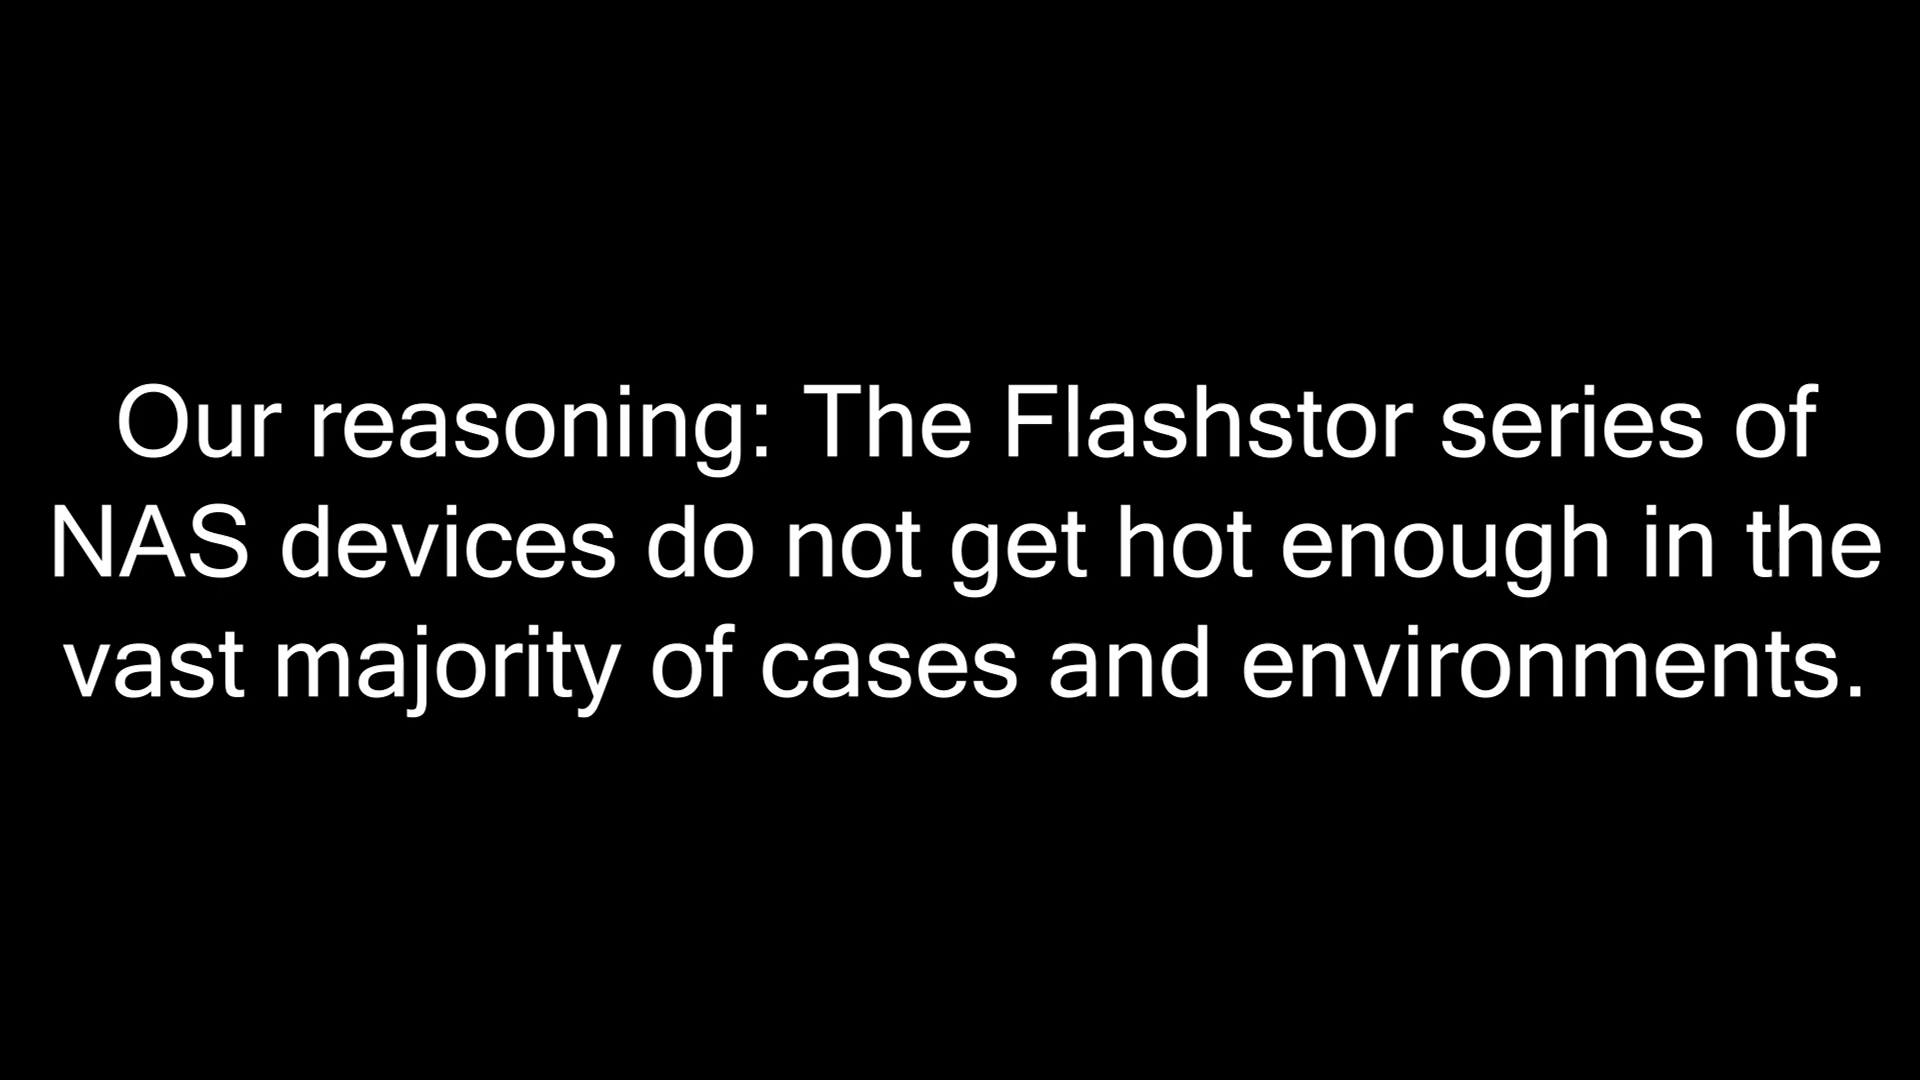 Our reasoning: The Flashstor series of
NAS devices do not get hot enough in the
vast majority of cases and environments.